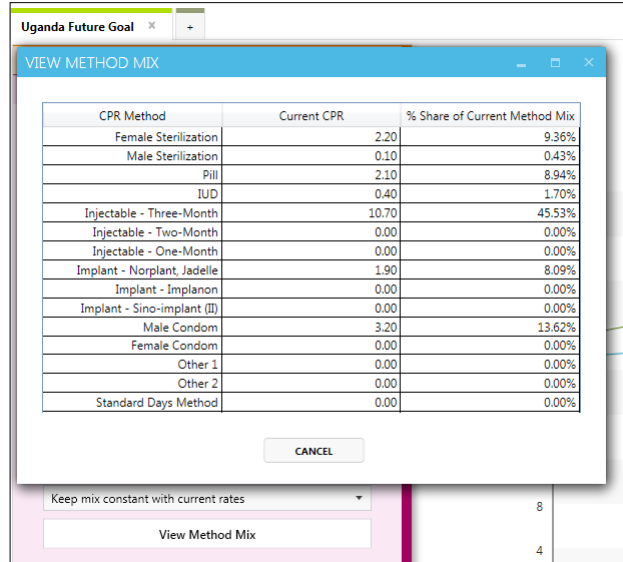 Uganda Future Goal × +
VIEW METHOD MIX
CPR Method Current CPR % Share of Current Method Mix
Female Sterilization 2.20 9.36%
Male Sterilization 0.10 0.43%
Pill 2.10 8.94%
IUD 0.40 1.70%
Injectable - Three-Month 10.70 45.53%
Injectable - Two-Month 0.00 0.00%
Injectable - One-Month 0.00 0.00%
Implant - Norplant, Jadelle 1.90 8.09%
Implant - Implanon 0.00 0.00%
Implant - Sino-implant (II) 0.00 0.00%
Male Condom 3.20 13.62%
Female Condom 0.00 0.00%
Other 1 0.00 0.00%
Other 2 0.00 0.00%
Standard Days Method 0.00 0.00%
CANCEL
Keep mix constant with current rates
8
View Method Mix
4